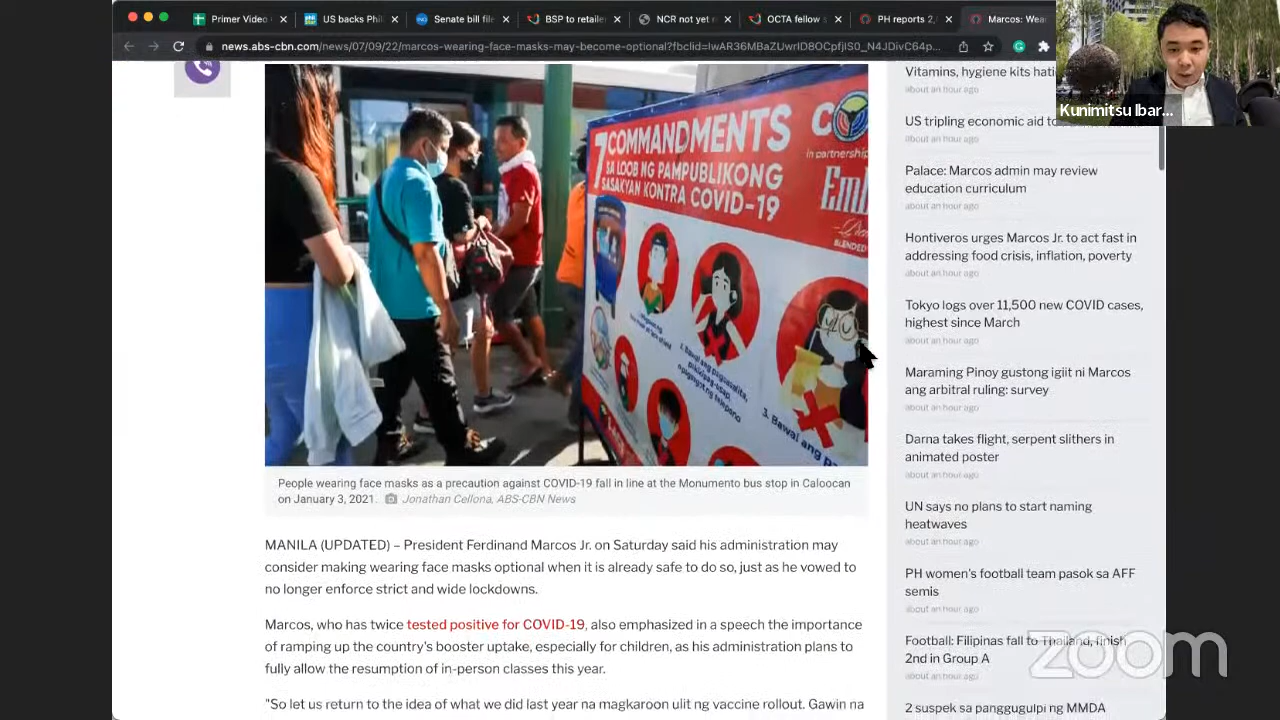 Primer Video
US backs Phi
Senate bill file
BSP to retailer
NCR not yet r
OCTA fellow s
PH reports 2,
Marcos: Wea
news.abs-cbn.com/news/07/09/22/marcos-wearing-face-masks-may-become-optional?fbclid=
Kunimitsu Ibar...
7 COMMANDMENTS
SA LOOB NG PAMPUBLIKONG
SASAKYAN KONTRA COVID-19
in partnership
BLENDED
3. Bawal ang pa
People wearing face masks as a precaution against COVID-19 fall in line at the Monumento bus stop in Caloocan
on January 3, 2021. Jonathan Cellona, ABS-CBN News
MANILA (UPDATED) – President Ferdinand Marcos Jr. on Saturday said his administration may
consider making wearing face masks optional when it is already safe to do so, just as he vowed to
no longer enforce strict and wide lockdowns.
Marcos, who has twice tested positive for COVID-19, also emphasized in a speech the importance
of ramping up the country's booster uptake, especially for children, as his administration plans to
fully allow the resumption of in-person classes this year.
"So let us return to the idea of what we did last year na magkaroon ulit ng vaccine rollout. Gawin na
Vitamins, hygiene kits hati
about an hour ago
US tripling economic aid to
about an hour ago
Palace: Marcos admin may review
education curriculum
about an hour ago
Hontiveros urges Marcos Jr. to act fast in
addressing food crisis, inflation, poverty
about an hour ago
Tokyo logs over 11,500 new COVID cases,
highest since March
about an hour ago
Maraming Pinoy gustong igiit ni Marcos
ang arbitral ruling: survey
about an hour ago
Darna takes flight, serpent slithers in
animated poster
about an hour ago
UN says no plans to start naming
heatwaves
about an hour ago
PH women's football team pasok sa AFF
semis
about an hour ago
Football: Filipinas fall to Thailand, finish
2nd in Group A
about an hour ago
2 suspek sa panggugulpi ng MMDA
zoom